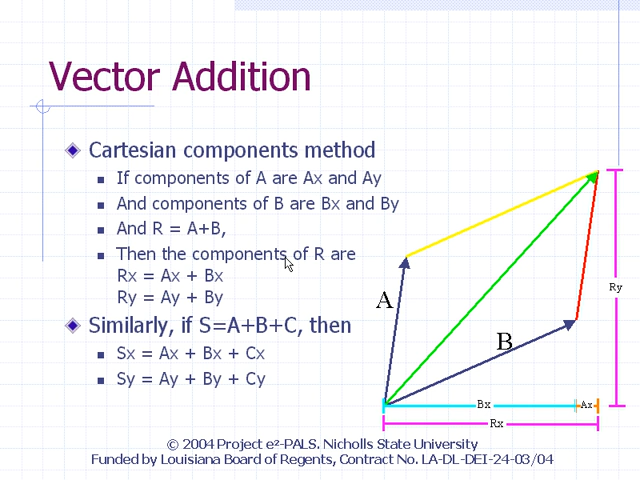 Vector Addition
Cartesian components method
If components of A are Ax and Ay
And components of B are Bx and By
And R = A+B,
Then the components of R are
Rx = Ax + Bx
Ry = Ay + By
Similarly, if S=A+B+C, then
Sx = Ax + Bx + Cx
Sy = Ay + By + Cy
A
B
Ry
Bx
Ax
Rx
© 2004 Project e²-PALS. Nicholls State University
Funded by Louisiana Board of Regents, Contract No. LA-DL-DEI-24-03/04